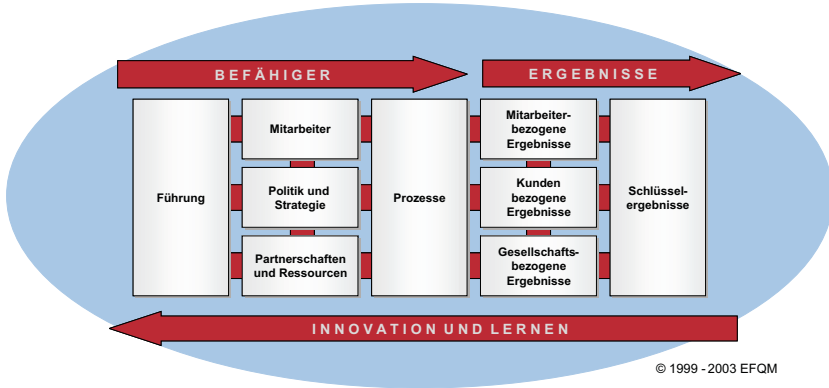 BEFÄHIGER
ERGEBNISSE
Führung
Mitarbeiter
Politik und
Strategie
Partnerschaften
und Ressourcen
Prozesse
Mitarbeiter-
bezogene
Ergebnisse
Kunden
bezogene
Ergebnisse
Gesellschafts-
bezogene
Ergebnisse
Schlüssel-
ergebnisse
INNOVATION UND LERNEN
© 1999 - 2003 EFQM